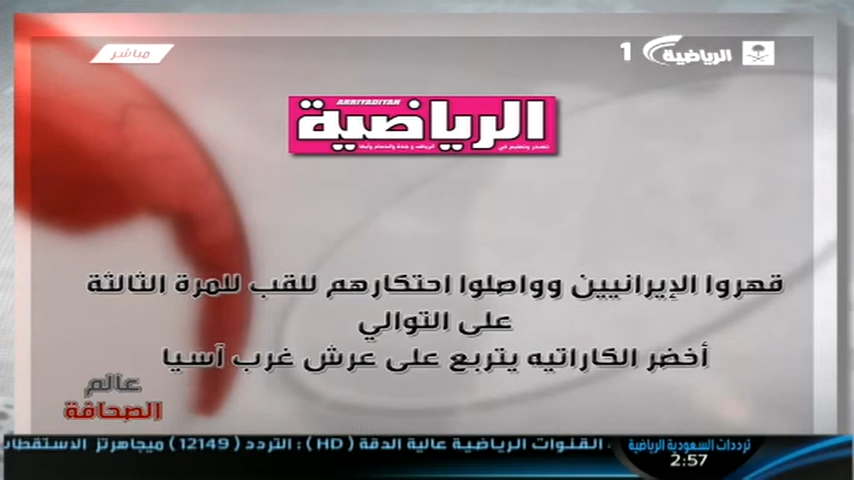 مباشر
الرياضية 1
ARRIYADIYAH
الرياضية
قهروا الإيرانيين وواصلوا احتكارهم للقب للمرة الثالثة
على التوالي
أخضر الكاراتيه يتربع على عرش غرب آسيا
عالم
الصحافة
ترددات السعودية الرياضية
القنوات الرياضية عالية الدقة (HD) : التردد (12149) ميجاهرتز
2:57